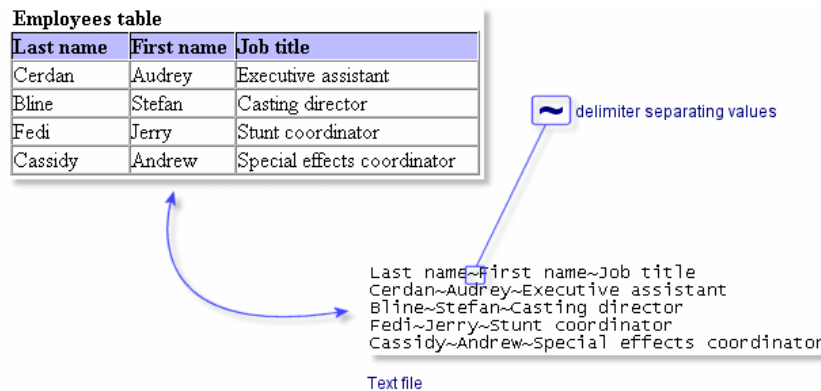 Employees table
Last name First name Job title
Cerdan Audrey Executive assistant
Bline Stefan Casting director
Fedi Jerry Stunt coordinator
Cassidy Andrew Special effects coordinator
~ delimiter separating values
Last name~First name~Job title
Cerdan~Audrey~Executive assistant
Bline~Stefan~Casting director
Fedi~Jerry~Stunt coordinator
Cassidy~Andrew~Special effects coordinator
Text file